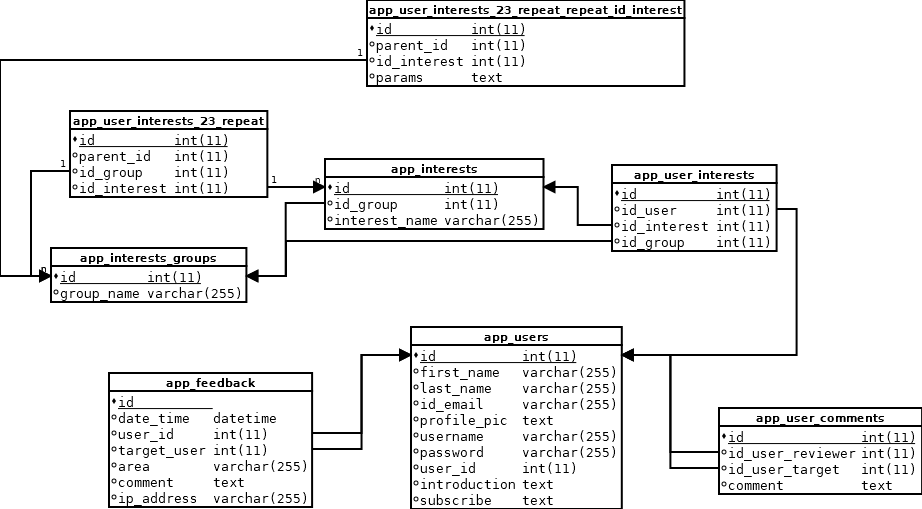 app_user_interests_23_repeat_repeat_id_interest
id int(11)
parent_id int(11)
id_interest int(11)
params text
1
app_user_interests_23_repeat
id int(11)
parent_id int(11)
id_group int(11)
id_interest int(11)
1
1
n
app_interests
id int(11)
id_group int(11)
interest_name varchar(255)
app_user_interests
id int(11)
id_user int(11)
id_interest int(11)
id_group int(11)
n
app_interests_groups
id int(11)
group_name varchar(255)
app_users
id int(11)
first_name varchar(255)
last_name varchar(255)
id_email varchar(255)
profile_pic text
username varchar(255)
password varchar(255)
user_id int(11)
introduction text
subscribe text
app_feedback
id
date_time datetime
user_id int(11)
target_user int(11)
area varchar(255)
comment text
ip_address varchar(255)
app_user_comments
id int(11)
id_user_reviewer int(11)
id_user_target int(11)
comment text